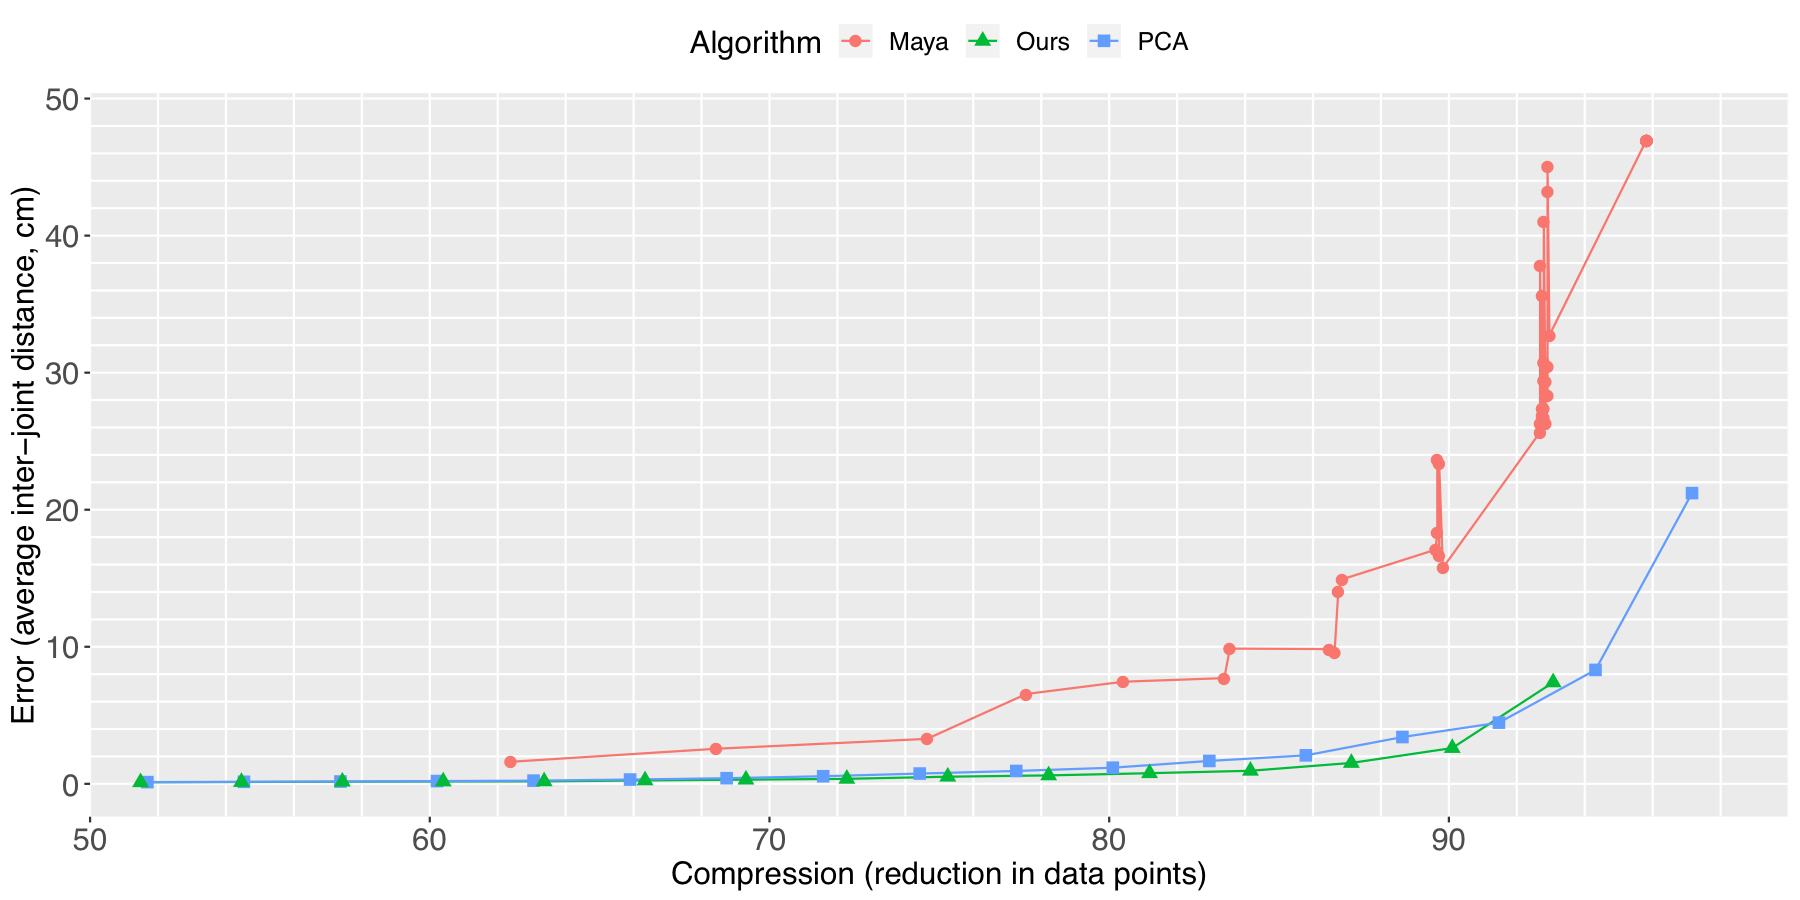 Algorithm Maya Ours PCA
50
40
30
20
10
0
Error (average inter−joint distance, cm)
50 60 70 80 90
Compression (reduction in data points)